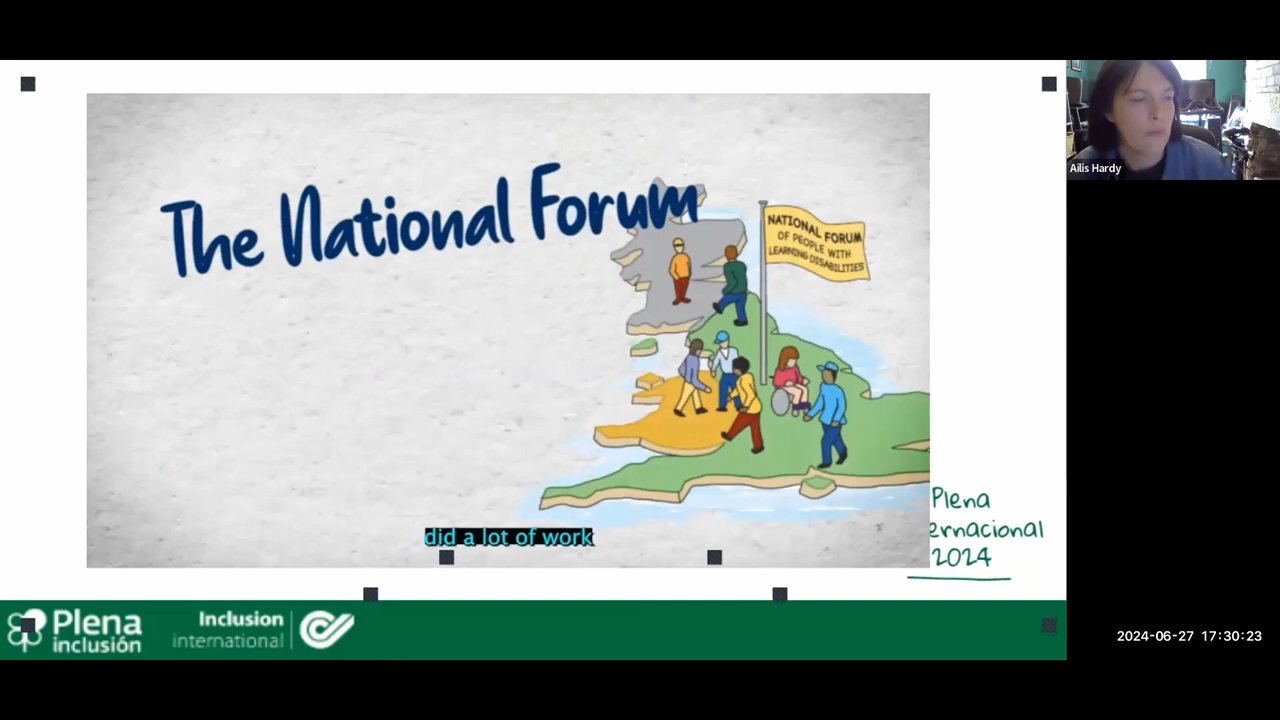 Ailis Hardy
The National Forum
NATIONAL FORUM
OF PEOPLE WITH
LEARNING DISABILITIES
did a lot of work
Plena
ernacional
2024
Plena
inclusión
Inclusion
international
2024-06-27 17:30:23